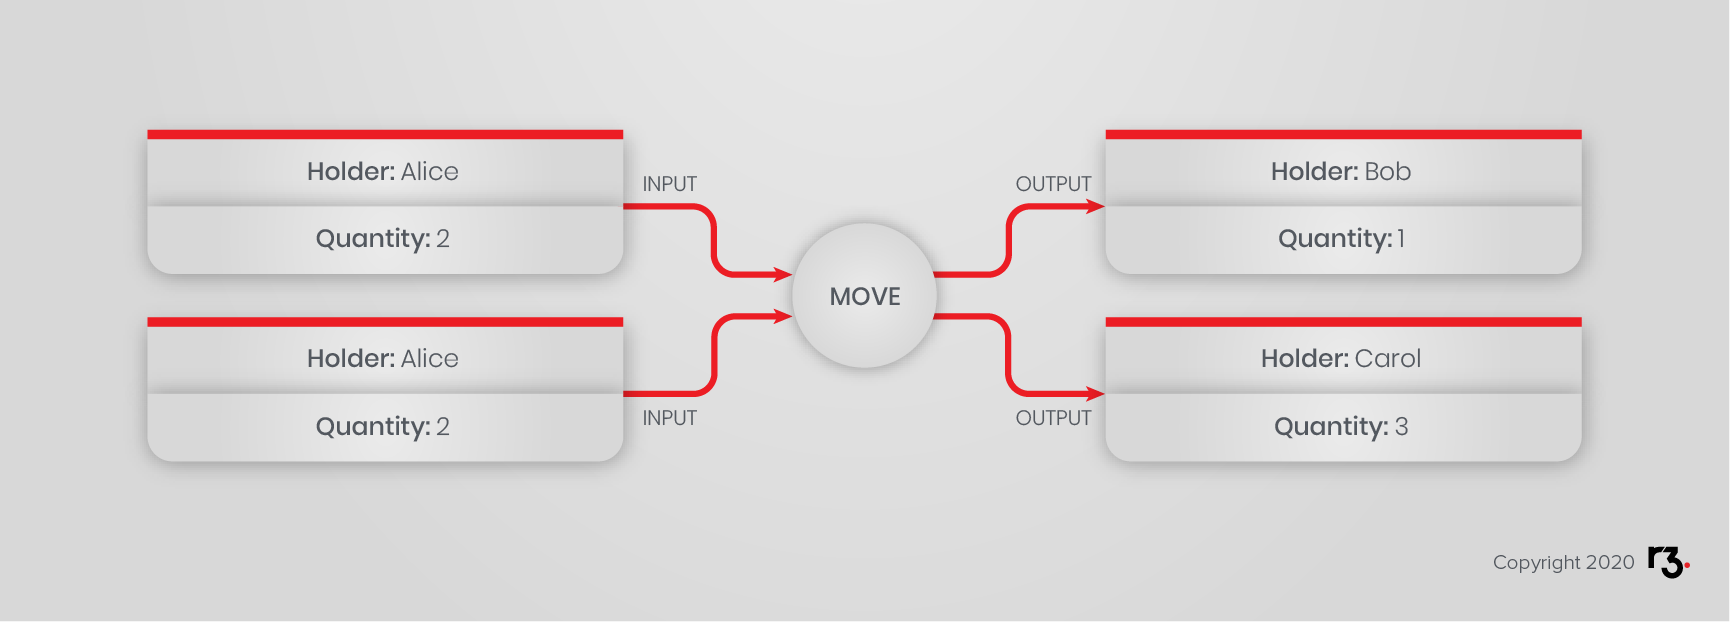 Holder: Alice
Quantity: 2
INPUT
Holder: Alice
Quantity: 2
INPUT
MOVE
OUTPUT
Holder: Bob
Quantity: 1
OUTPUT
Holder: Carol
Quantity: 3
Copyright 2020 r3.